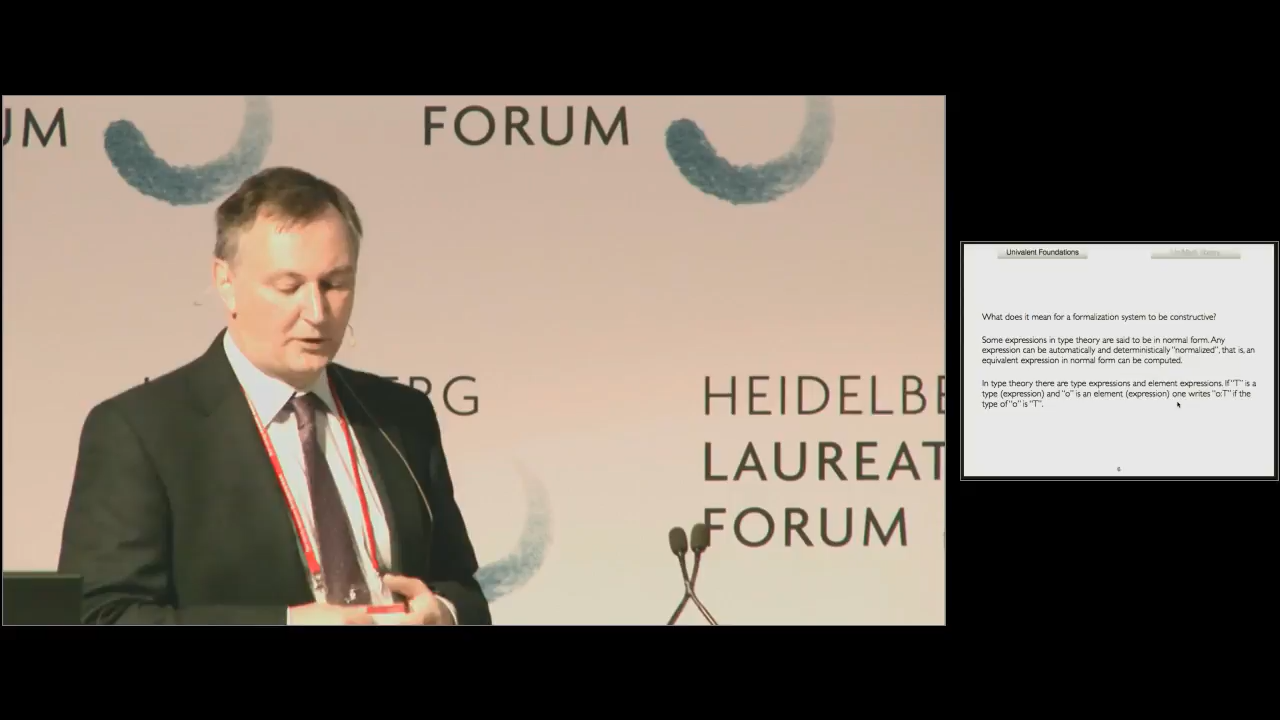 UM
FORUM
ERG
HEIDELBE
LAUREAT
FORUM
Univalent Foundations
What does it mean for a formalization system to be constructive?
Some expressions in type theory are said to be in normal form. Any
expression can be automatically and deterministically "normalized", that is, an
equivalent expression in normal form can be computed.
In type theory there are type expressions and element expressions. If "T" is a
type (expression) and "o" is an element (expression) one writes "o:T" if the
type of "o" is "T".
6